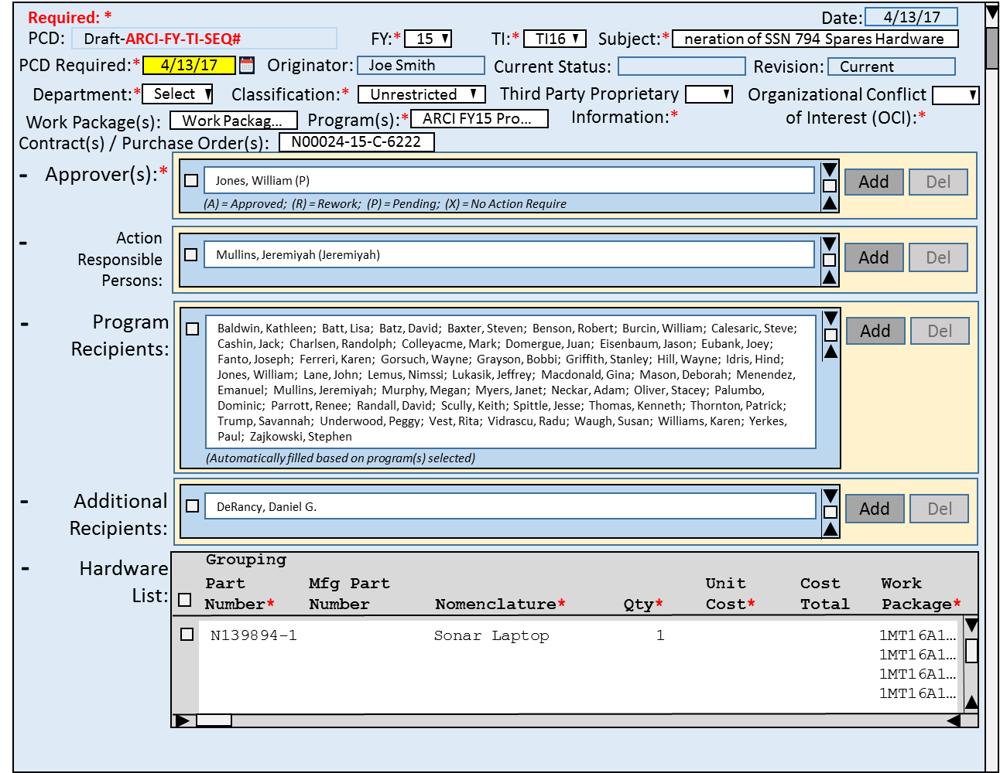 Required: * Date: 4/13/17
PCD: Draft-ARCI-FY-TI-SEQ# FY:* 15 TI:* TI16 Subject:* neration of SSN 794 Spares Hardware
PCD Required:* 4/13/17 Originator: Joe Smith Current Status: Revision: Current
Department:* Select Classification:* Unrestricted Third Party Proprietary Information:* Organizational Conflict of Interest (OCI):*
Work Package(s): Work Packag... Program(s):* ARCI FY15 Pro...
Contract(s) / Purchase Order(s): N00024-15-C-6222
- Approver(s):* Jones, William (P) Add Del
(A) = Approved; (R) = Rework; (P) = Pending; (X) = No Action Require
- Action Responsible Persons: Mullins, Jeremiyah (Jeremiyah) Add Del
- Program Recipients: Add Del
Baldwin, Kathleen; Batt, Lisa; Batz, David; Baxter, Steven; Benson, Robert; Burcin, William; Calesaric, Steve;
Cashin, Jack; Charlsen, Randolph; Colleyacme, Mark; Domergue, Juan; Eisenbaum, Jason; Eubank, Joey;
Fanto, Joseph; Ferreri, Karen; Gorsuch, Wayne; Grayson, Bobbi; Griffith, Stanley; Hill, Wayne; Idris, Hind;
Jones, William; Lane, John; Lemus, Nimssi; Lukasik, Jeffrey; Macdonald, Gina; Mason, Deborah; Menendez,
Emanuel; Mullins, Jeremiyah; Murphy, Megan; Myers, Janet; Neckar, Adam; Oliver, Stacey; Palumbo,
Dominic; Parrott, Renee; Randall, David; Scully, Keith; Spittle, Jesse; Thomas, Kenneth; Thornton, Patrick;
Trump, Savannah; Underwood, Peggy; Vest, Rita; Vidrascu, Radu; Waugh, Susan; Williams, Karen; Yerkes,
Paul; Zajkowski, Stephen
(Automatically filled based on program(s) selected)
- Additional Recipients: DeRancy, Daniel G. Add Del
- Hardware List:
Grouping
Part Mfg Part Unit Cost Work
Number* Number Nomenclature* Qty* Cost* Total Package*
N139894-1 Sonar Laptop 1 1MT16A1...
1MT16A1...
1MT16A1...
1MT16A1...